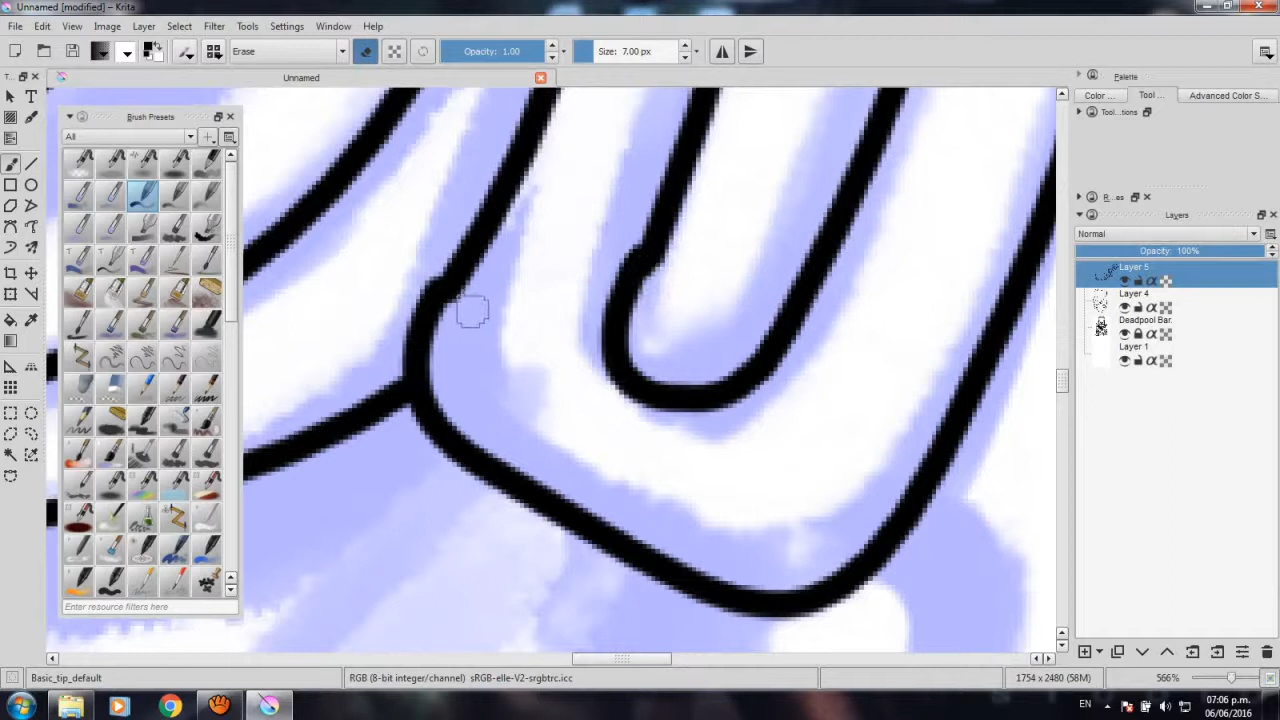 Unnamed [modified] – Krita
File Edit View Image Layer Select Filter Tools Settings Window Help
Erase Opacity: 1.00 Size: 7.00 px
T... Unnamed Palette
Color ... Tool ... Advanced Color S...
Tool...tions
Brush Presets
All
R...es
Layers
Normal
Opacity: 100%
Layer 5
Layer 4
Deadpool Bar.
Layer 1
Enter resource filters here
Basic_tip_default RGB (8-bit integer/channel) sRGB-elle-V2-srgbtrc.icc 1754 x 2480 (58M) 566%
EN 07:06 p.m.
06/06/2016